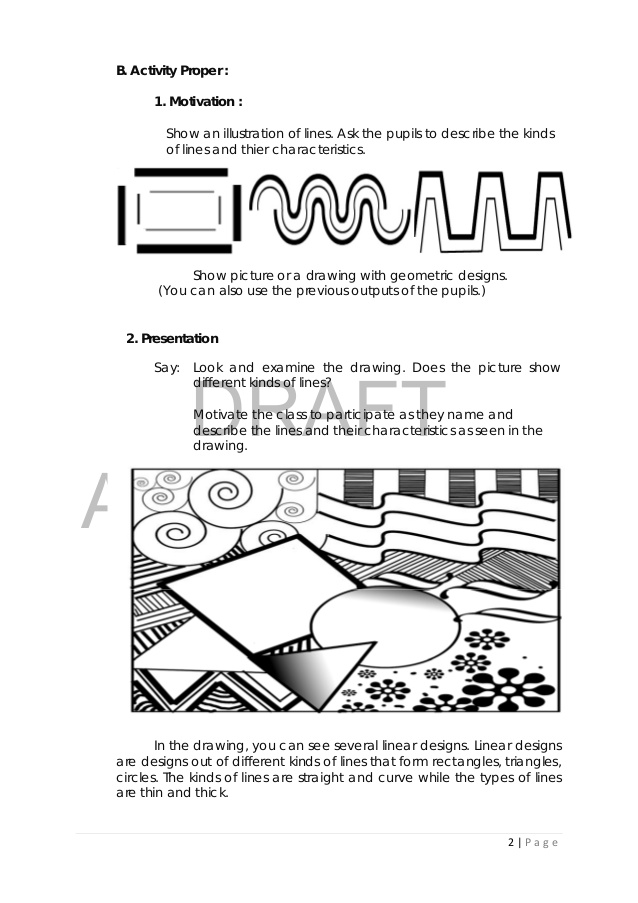 B. Activity Proper :
1. Motivation :
Show an illustration of lines. Ask the pupils to describe the kinds
of lines and thier characteristics.
Show picture or a drawing with geometric designs.
(You can also use the previous outputs of the pupils.)
2. Presentation
Say: Look and examine the drawing. Does the picture show
different kinds of lines?
DRAFT
Motivate the class to participate as they name and
describe the lines and their characteristics as seen in the
drawing.
A
In the drawing, you can see several linear designs. Linear designs
are designs out of different kinds of lines that form rectangles, triangles,
circles. The kinds of lines are straight and curve while the types of lines
are thin and thick.
2 | Page